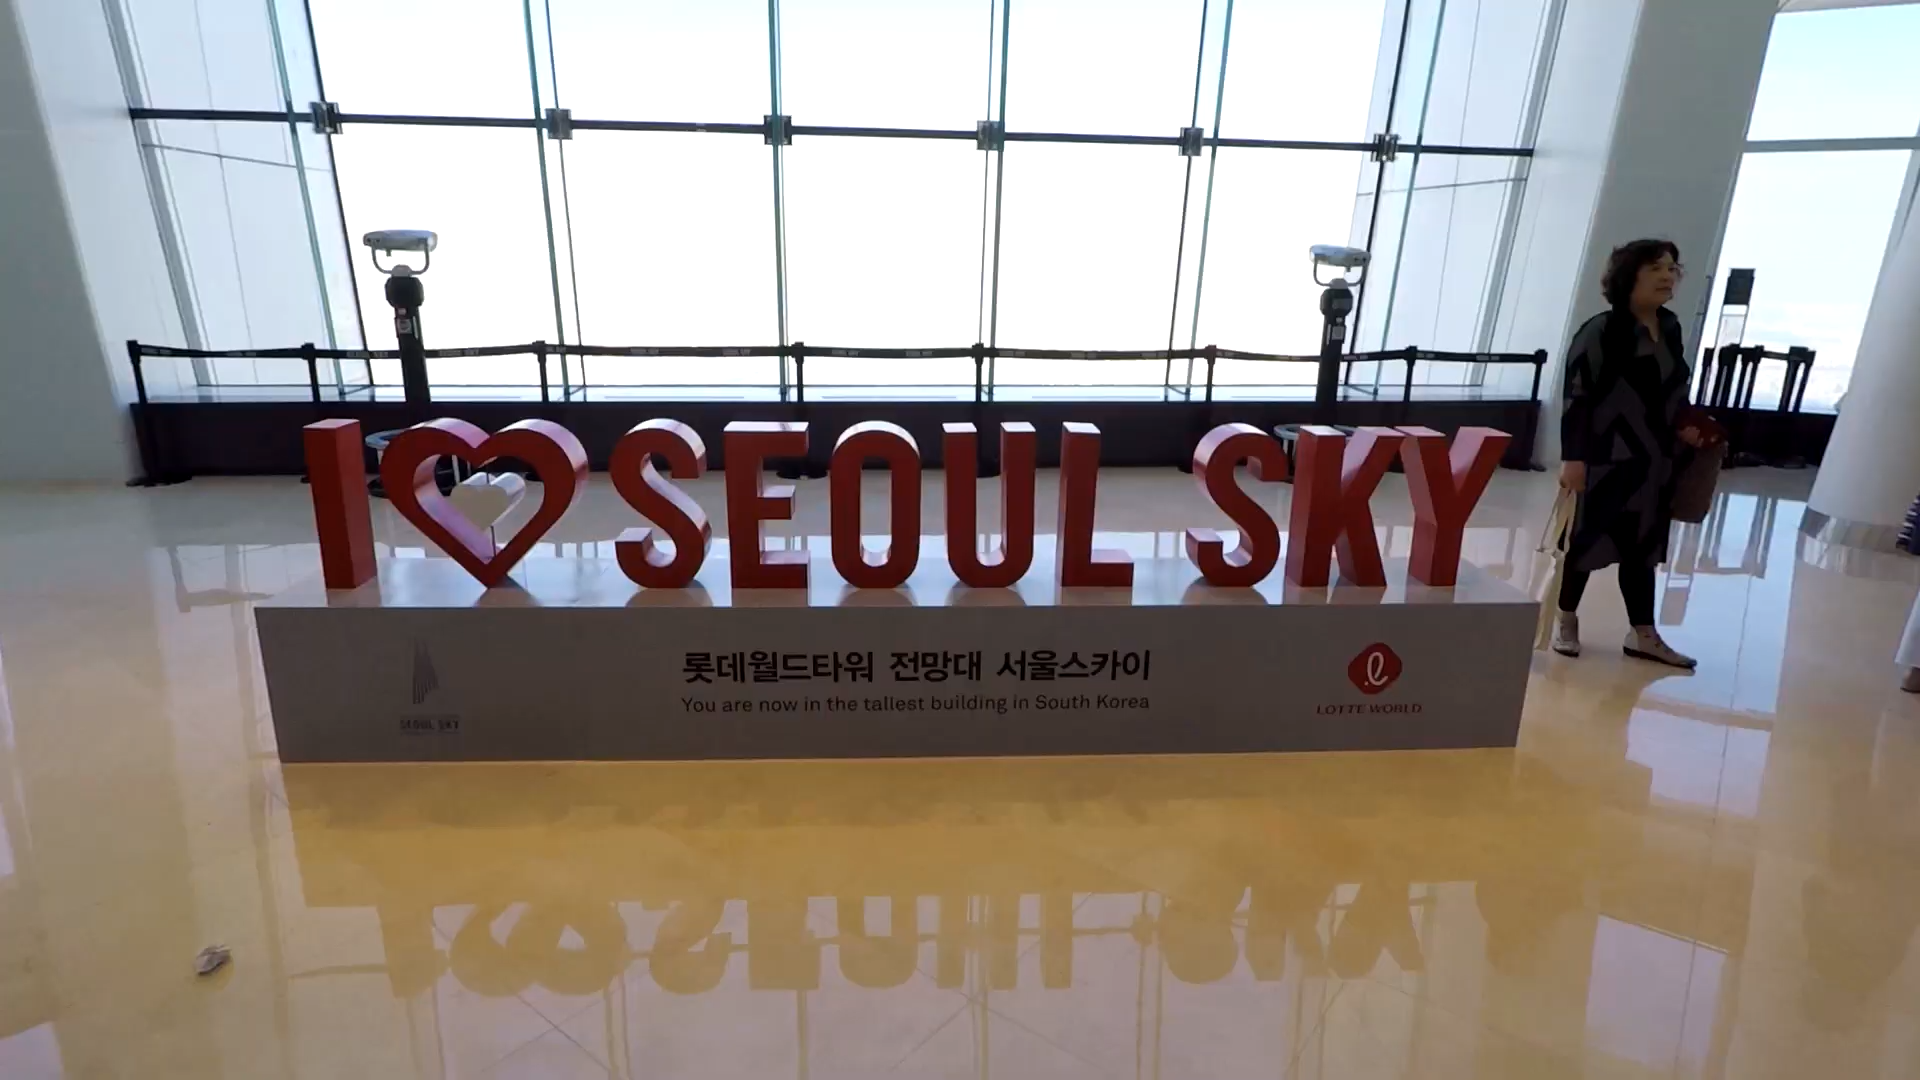 I ♥ SEOUL SKY
롯데월드타워 전망대 서울스카이
You are now in the tallest building in South Korea
SEOUL SKY
LOTTE WORLD